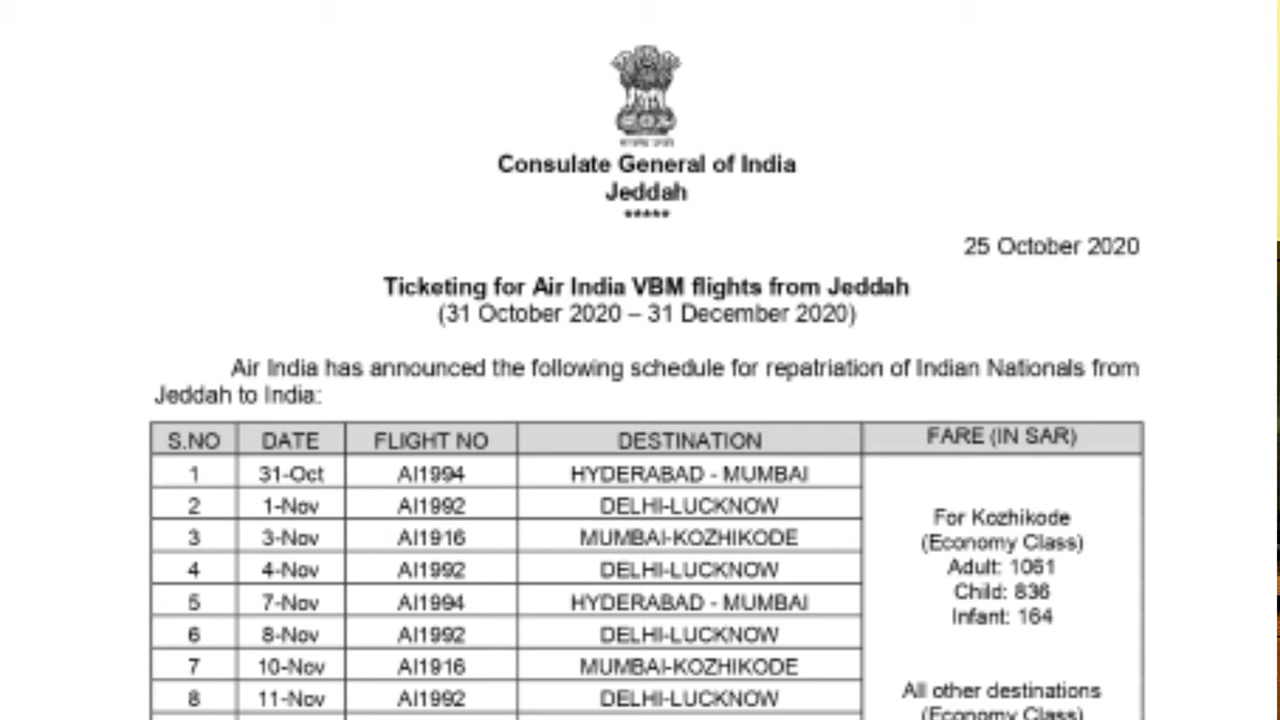 Consulate General of India
Jeddah
*****
25 October 2020
Ticketing for Air India VBM flights from Jeddah
(31 October 2020 – 31 December 2020)
Air India has announced the following schedule for repatriation of Indian Nationals from
Jeddah to India:
S.NO DATE FLIGHT NO DESTINATION FARE (IN SAR)
1 31-Oct AI1994 HYDERABAD - MUMBAI
2 1-Nov AI1992 DELHI-LUCKNOW
3 3-Nov AI1916 MUMBAI-KOZHIKODE
4 4-Nov AI1992 DELHI-LUCKNOW
5 7-Nov AI1994 HYDERABAD - MUMBAI
6 8-Nov AI1992 DELHI-LUCKNOW
7 10-Nov AI1916 MUMBAI-KOZHIKODE
8 11-Nov AI1992 DELHI-LUCKNOW
For Kozhikode
(Economy Class)
Adult: 1061
Child: 836
Infant: 164
All other destinations
(Economy Class)